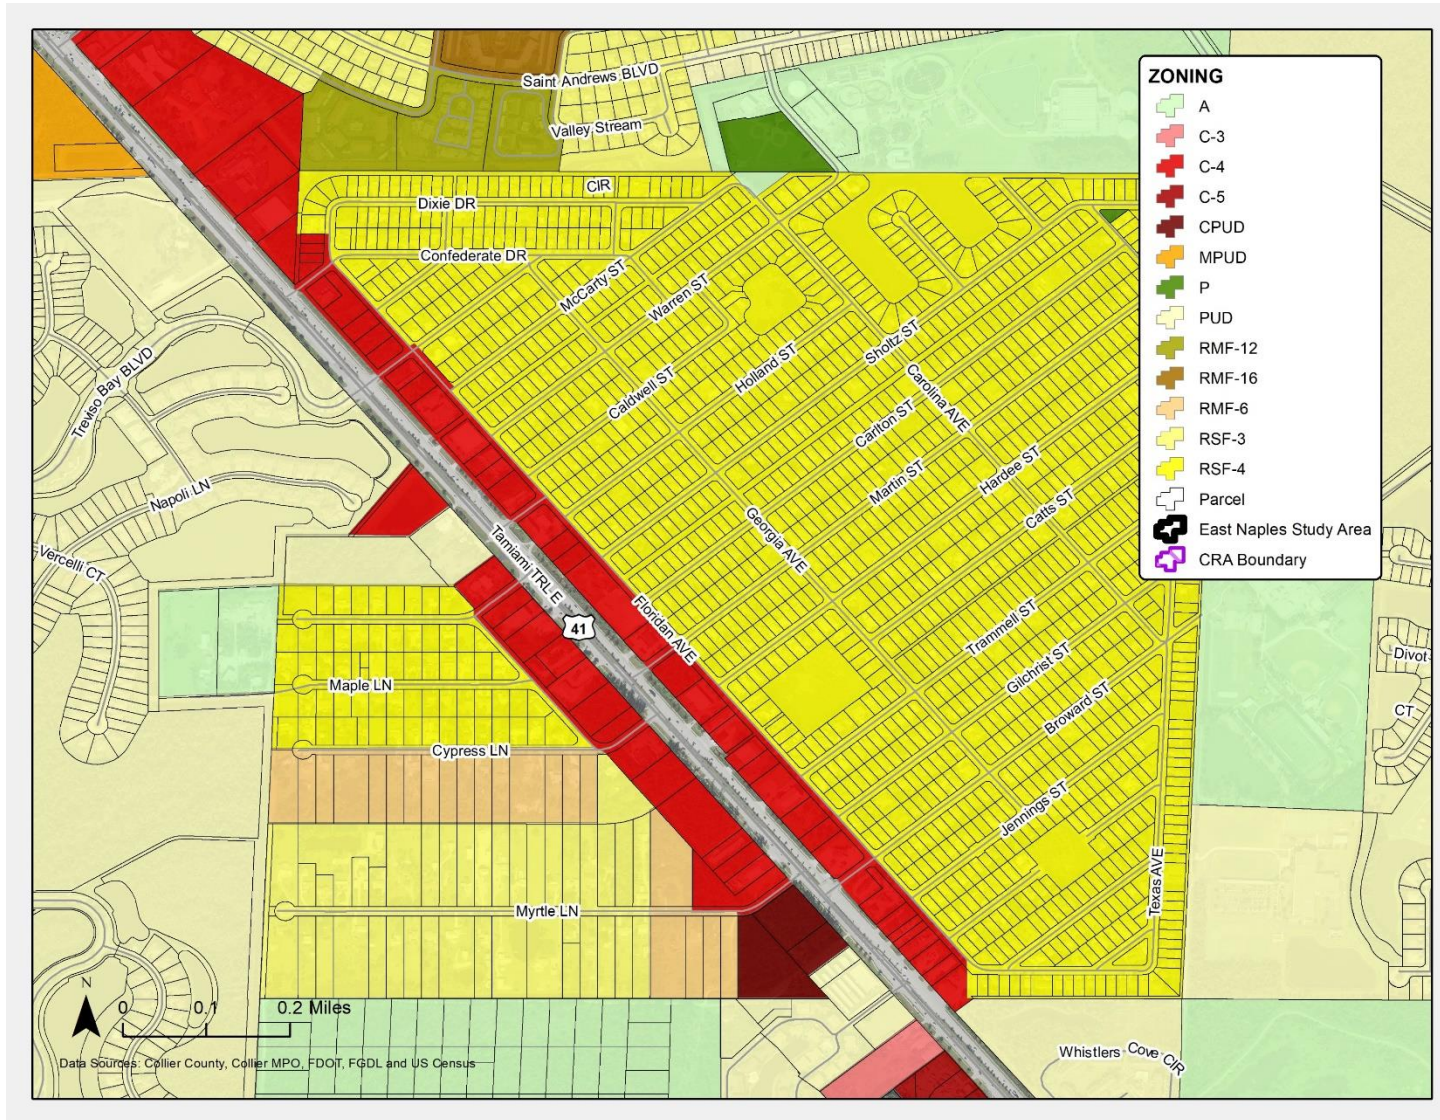 Saint Andrews BLVD
Valley Stream
CIR
Dixie DR
Confederate DR
McCarty ST
Warren ST
Caldwell ST
Holland ST
Sholtz ST
Carolina AVE
Carlton ST
Martin ST
Hardee ST
Catts ST
Georgia AVE
Treviso Bay BLVD
Napoli LN
Vercelli CT
Tamiami TRL E
41
Floridan AVE
Trammell ST
Gilchrist ST
Broward ST
Jennings ST
Texas AVE
Maple LN
Cypress LN
Myrtle LN
Divot
CT
Whistlers Cove CIR
ZONING
A
C-3
C-4
C-5
CPUD
MPUD
P
PUD
RMF-12
RMF-16
RMF-6
RSF-3
RSF-4
Parcel
East Naples Study Area
CRA Boundary
N
0 0.1 0.2 Miles
Data Sources: Collier County, Collier MPO, FDOT, FGDL and US Census